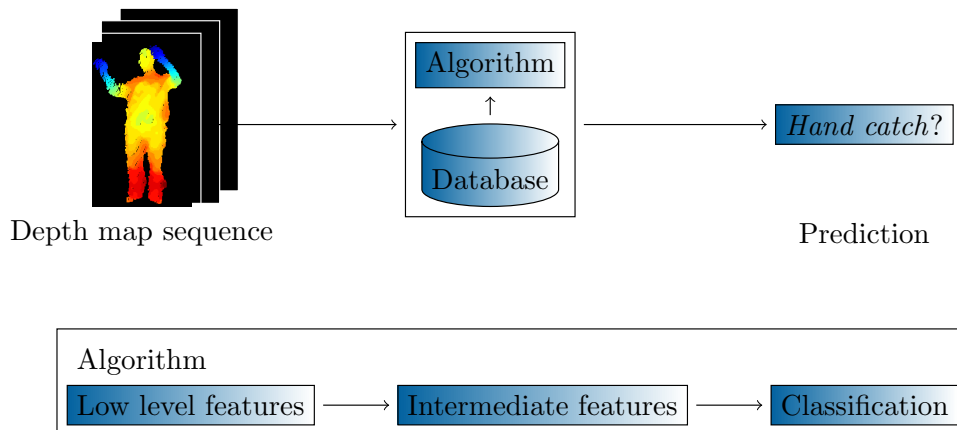 Algorithm
Database
Hand catch?
Depth map sequence
Prediction
Algorithm
Low level features
Intermediate features
Classification